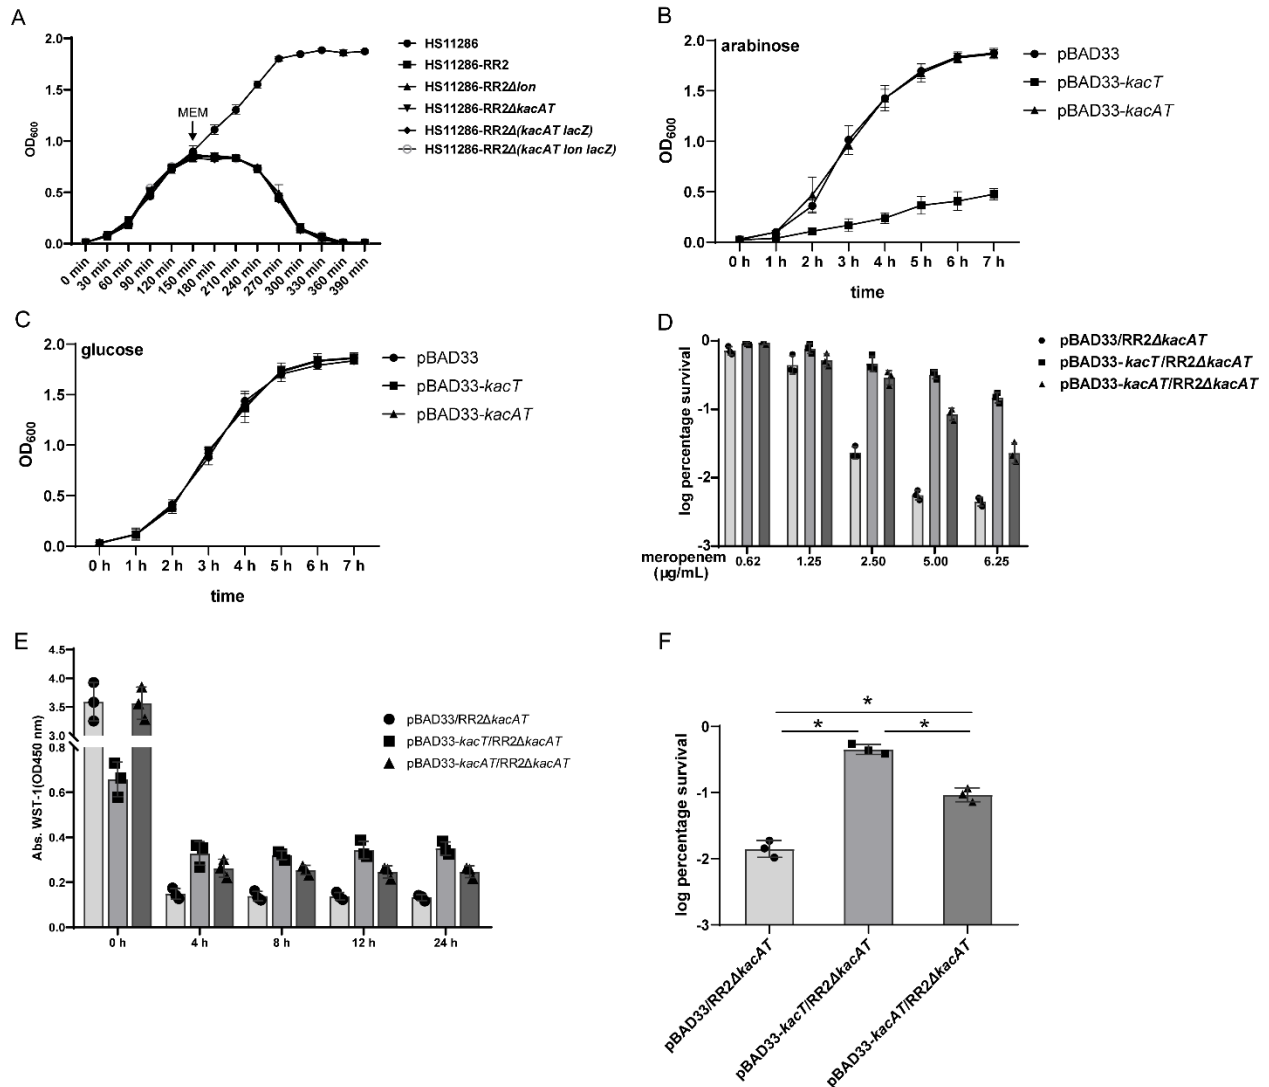 A
2.0
1.5
1.0
0.5
0.0
OD600
MEM
0 min
30 min
60 min
90 min
120 min
150 min
180 min
210 min
240 min
270 min
300 min
330 min
360 min
390 min
HS11286
HS11286-RR2
HS11286-RR2Δlon
HS11286-RR2ΔkacAT
HS11286-RR2Δ(kacAT lacZ)
HS11286-RR2Δ(kacAT lon lacZ)
B
arabinose
2.0
1.5
1.0
0.5
0.0
OD600
0 h
1 h
2 h
3 h
4 h
5 h
6 h
7 h
time
pBAD33
pBAD33-kacT
pBAD33-kacAT
C
glucose
2.0
1.5
1.0
0.5
0.0
OD600
0 h
1 h
2 h
3 h
4 h
5 h
6 h
7 h
time
pBAD33
pBAD33-kacT
pBAD33-kacAT
D
0
-1
-2
-3
log percentage survival
meropenem
(µg/mL)
0.62
1.25
2.50
5.00
6.25
pBAD33/RR2ΔkacAT
pBAD33-kacT/RR2ΔkacAT
pBAD33-kacAT/RR2ΔkacAT
E
4.5
4.0
3.5
3.0
0.8
0.6
0.4
0.2
0.0
Abs. WST-1(OD450 nm)
0 h
4 h
8 h
12 h
24 h
pBAD33/RR2ΔkacAT
pBAD33-kacT/RR2ΔkacAT
pBAD33-kacAT/RR2ΔkacAT
F
*
*
*
0
-1
-2
-3
log percentage survival
pBAD33/RR2ΔkacAT
pBAD33-kacT/RR2ΔkacAT
pBAD33-kacAT/RR2ΔkacAT